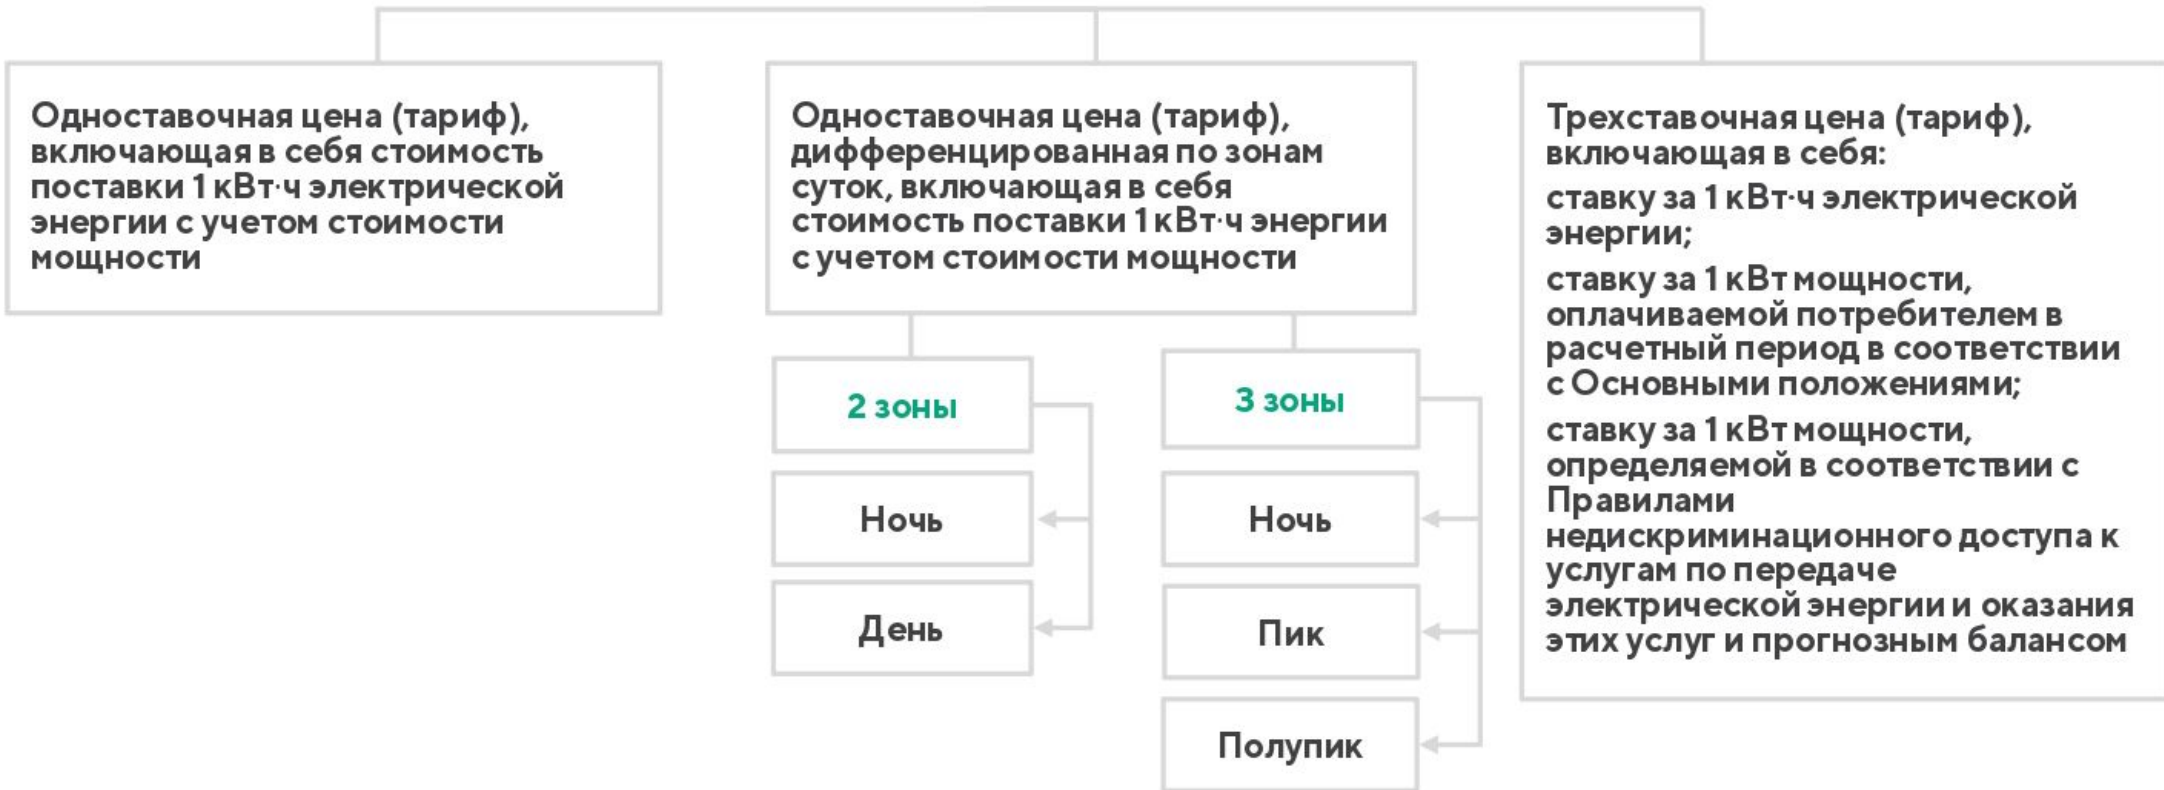 Одноставочная цена (тариф),
включающая в себя стоимость
поставки 1 кВт·ч электрической
энергии с учетом стоимости
мощности
Одноставочная цена (тариф),
дифференцированная по зонам
суток, включающая в себя
стоимость поставки 1 кВт·ч энергии
с учетом стоимости мощности
2 зоны
Ночь
День
3 зоны
Ночь
Пик
Полупик
Трехставочная цена (тариф),
включающая в себя:
ставку за 1 кВт·ч электрической
энергии;
ставку за 1 кВт мощности,
оплачиваемой потребителем в
расчетный период в соответствии
с Основными положениями;
ставку за 1 кВт мощности,
определяемой в соответствии с
Правилами
недискриминационного доступа к
услугам по передаче
электрической энергии и оказания
этих услуг и прогнозным балансом